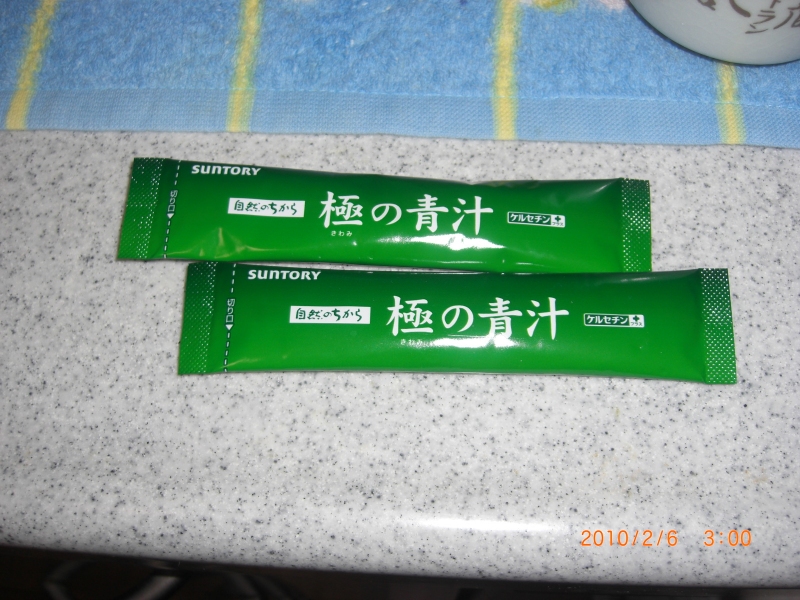 SUNTORY
切り口
自然のちから 極の青汁 ケルセチンプラス
きわみ
SUNTORY
切り口
自然のちから 極の青汁 ケルセチンプラス
きわみ
2010/2/6 3:00